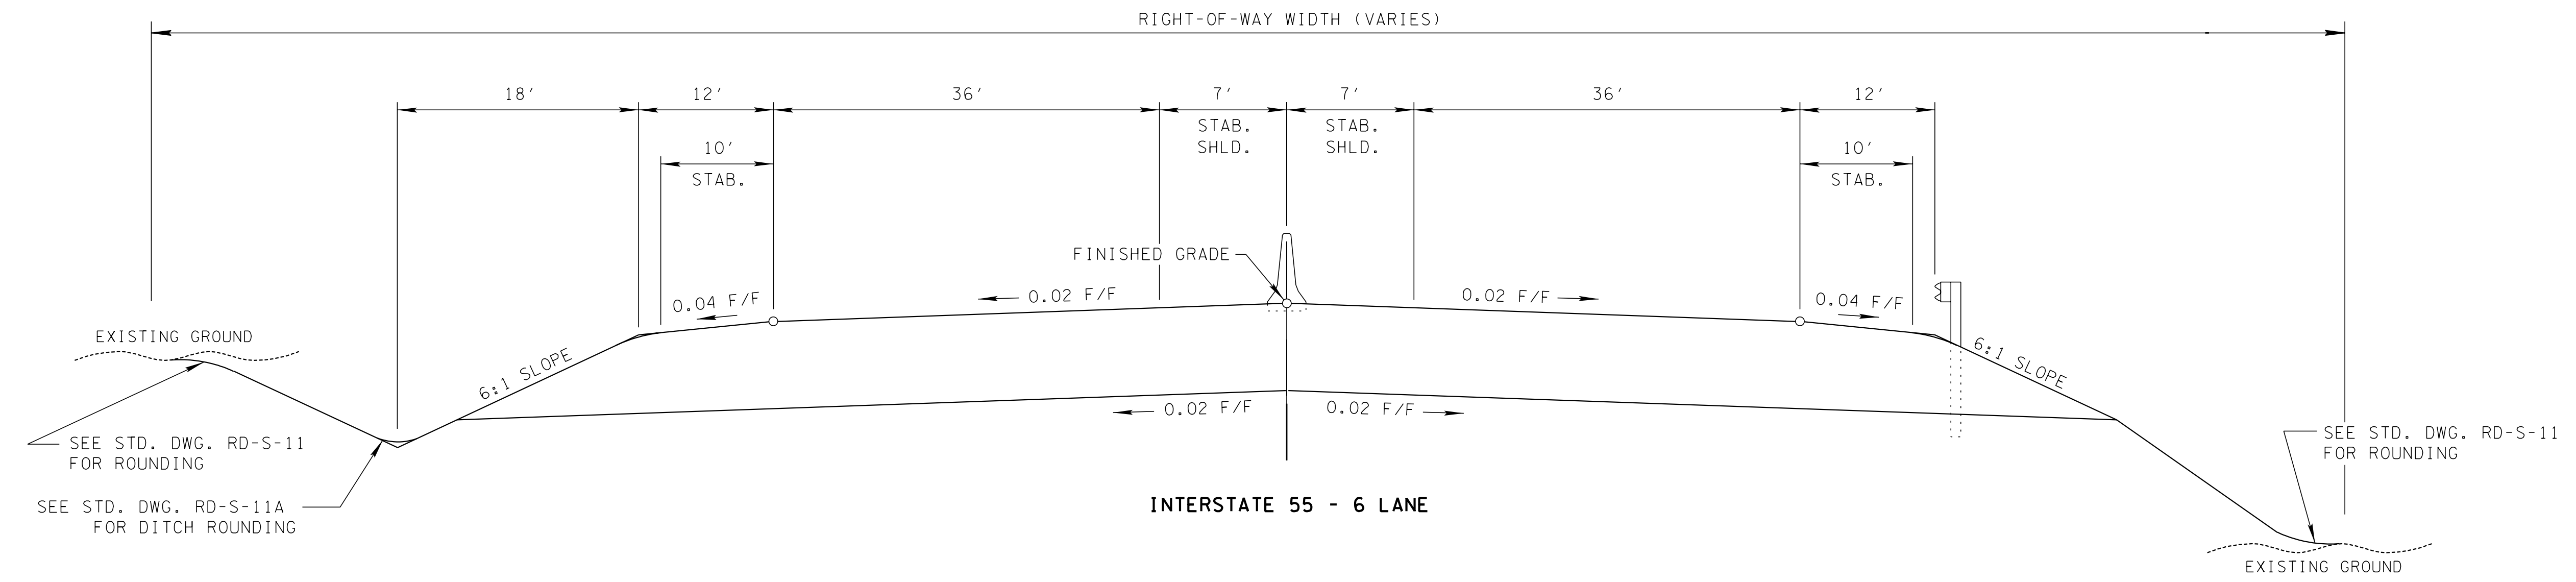 RIGHT-OF-WAY WIDTH (VARIES)
18' 12' 36' 7' 7' 36' 12'
STAB. STAB.
SHLD. SHLD.
10' 10'
STAB. STAB.
FINISHED GRADE
0.04 F/F 0.02 F/F 0.02 F/F 0.04 F/F
EXISTING GROUND
6:1 SLOPE 6:1 SLOPE
0.02 F/F 0.02 F/F
SEE STD. DWG. RD-S-11
FOR ROUNDING
SEE STD. DWG. RD-S-11
FOR ROUNDING
SEE STD. DWG. RD-S-11A
FOR DITCH ROUNDING
INTERSTATE 55 - 6 LANE
EXISTING GROUND